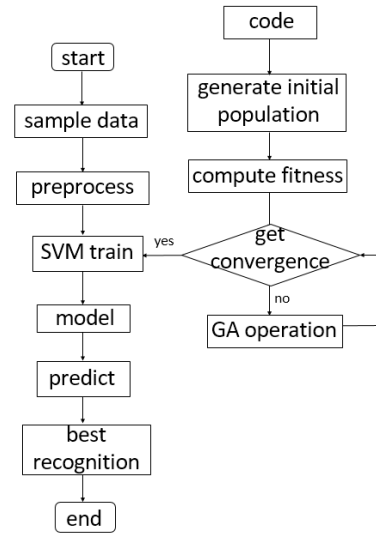 start
sample data
preprocess
SVM train
model
predict
best
recognition
end
code
generate initial
population
compute fitness
get
convergence
yes
no
GA operation